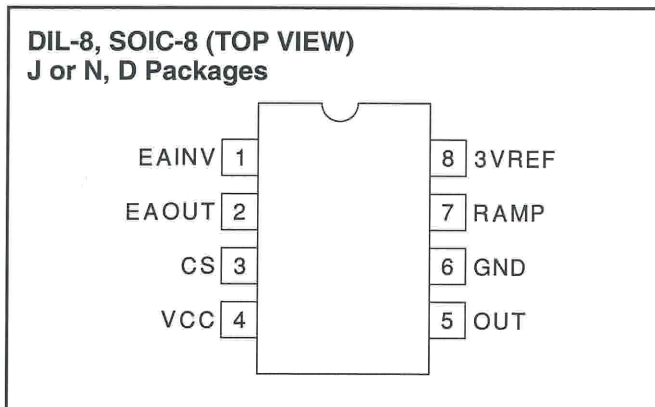 DIL-8, SOIC-8 (TOP VIEW)
J or N, D Packages
EAINV 1 8 3VREF
EAOUT 2 7 RAMP
CS 3 6 GND
VCC 4 5 OUT